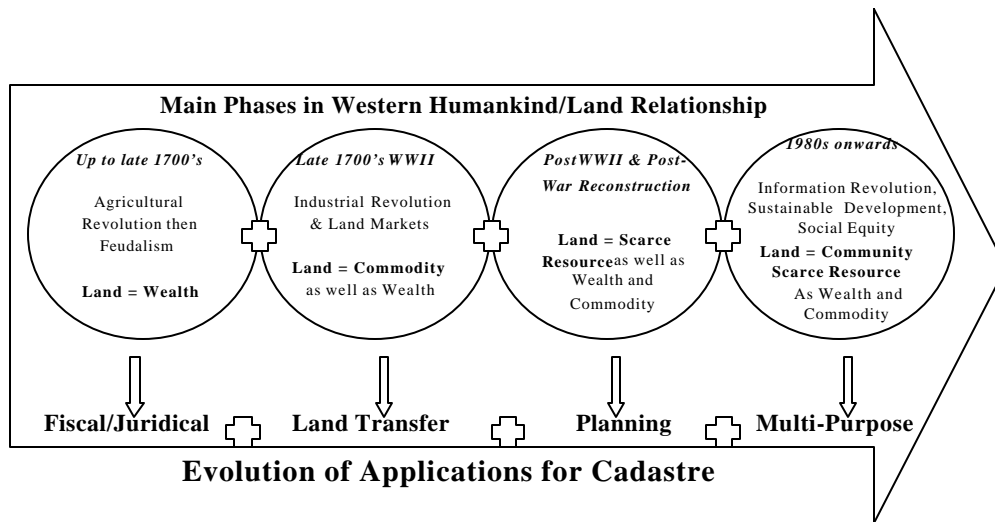 Main Phases in Western Humankind/Land Relationship
Up to late 1700's
Agricultural
Revolution then
Feudalism
Land = Wealth
Late 1700's WWII
Industrial Revolution
& Land Markets
Land = Commodity
as well as Wealth
PostWWII & Post-
War Reconstruction
Land = Scarce
Resource as well as
Wealth and
Commodity
1980s onwards
Information Revolution,
Sustainable Development,
Social Equity
Land = Community
Scarce Resource
As Wealth and
Commodity
Fiscal/Juridical
Land Transfer
Planning
Multi-Purpose
Evolution of Applications for Cadastre